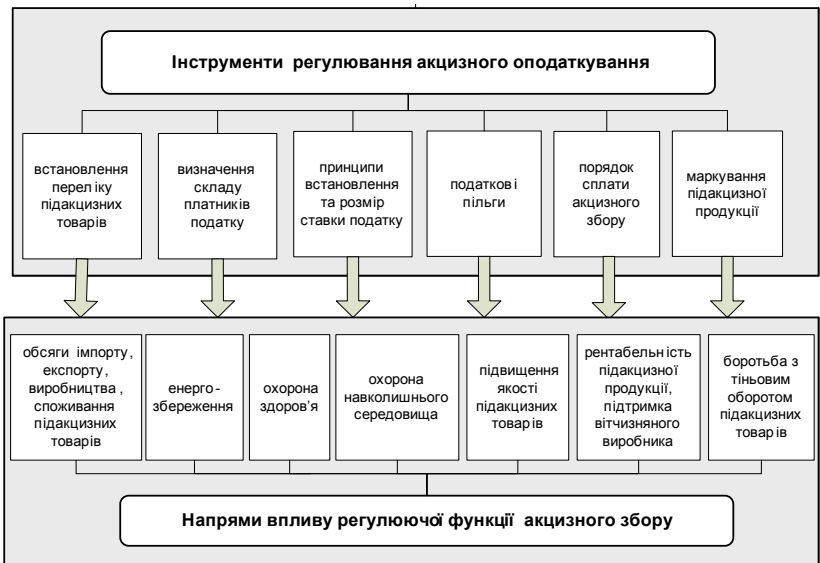 Інструменти регулювання акцизного оподаткування
встановлення
переліку
підакцизних
товарів
визначення
складу
платників
податку
принципи
встановлення
та розмір
ставки податку
податкові
пільги
порядок
сплати
акцизного
збору
маркування
підакцизної
продукції
обсяги імпорту,
експорту,
виробництва,
споживання
підакцизних
товарів
енерго-
збереження
охорона
здоров’я
охорона
навколишнього
середовища
підвищення
якості
підакцизних
товарів
рентабельність
підакцизної
продукції,
підтримка
вітчизняного
виробника
боротьба з
тіньовим
оборотом
підакцизних
товарів
Напрями впливу регулюючої функції акцизного збору